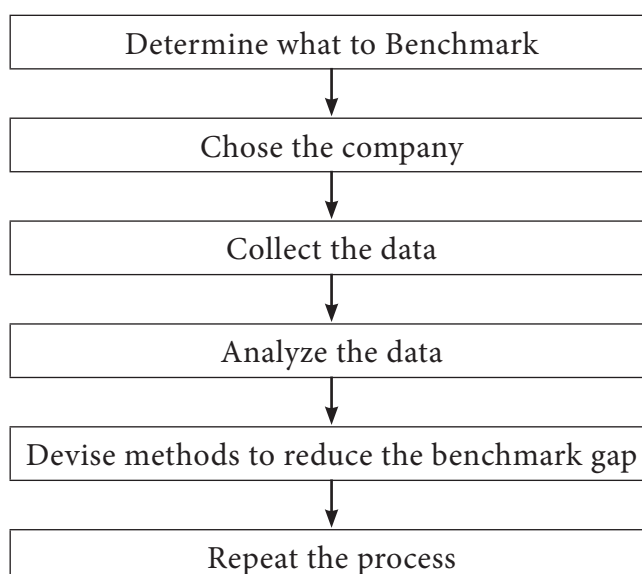 Determine what to Benchmark
Chose the company
Collect the data
Analyze the data
Devise methods to reduce the benchmark gap
Repeat the process